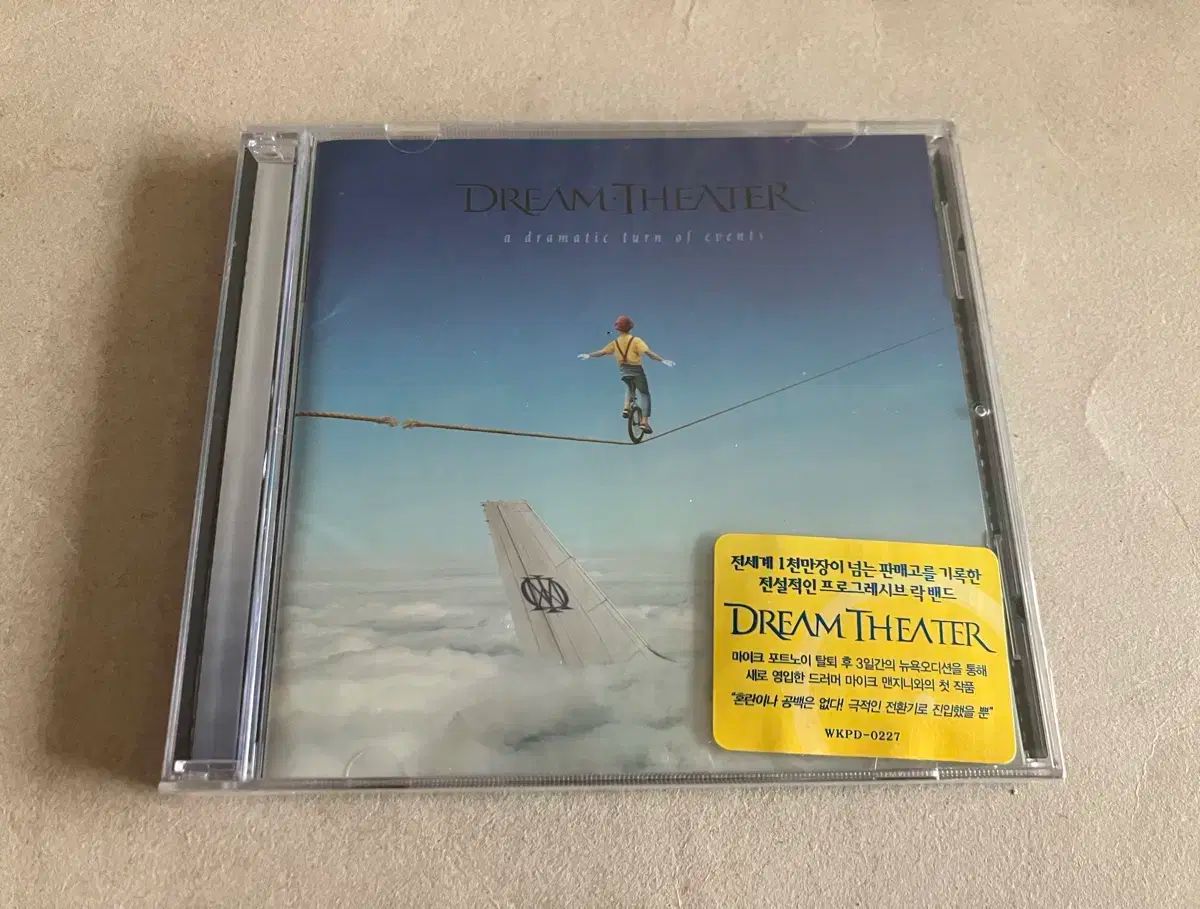 DREAM·THEATER
a dramatic turn of events
전세계 1천만장이 넘는 판매고를 기록한
전설적인 프로그레시브 락 밴드
DREAM THEATER
마이크 포트노이 탈퇴 후 3일간의 뉴욕오디션을 통해
새로 영입한 드러머 마이크 맨지니와의 첫 작품
"혼란이나 공백은 없다! 극적인 전환기로 진입했을 뿐"
WKPD-0227